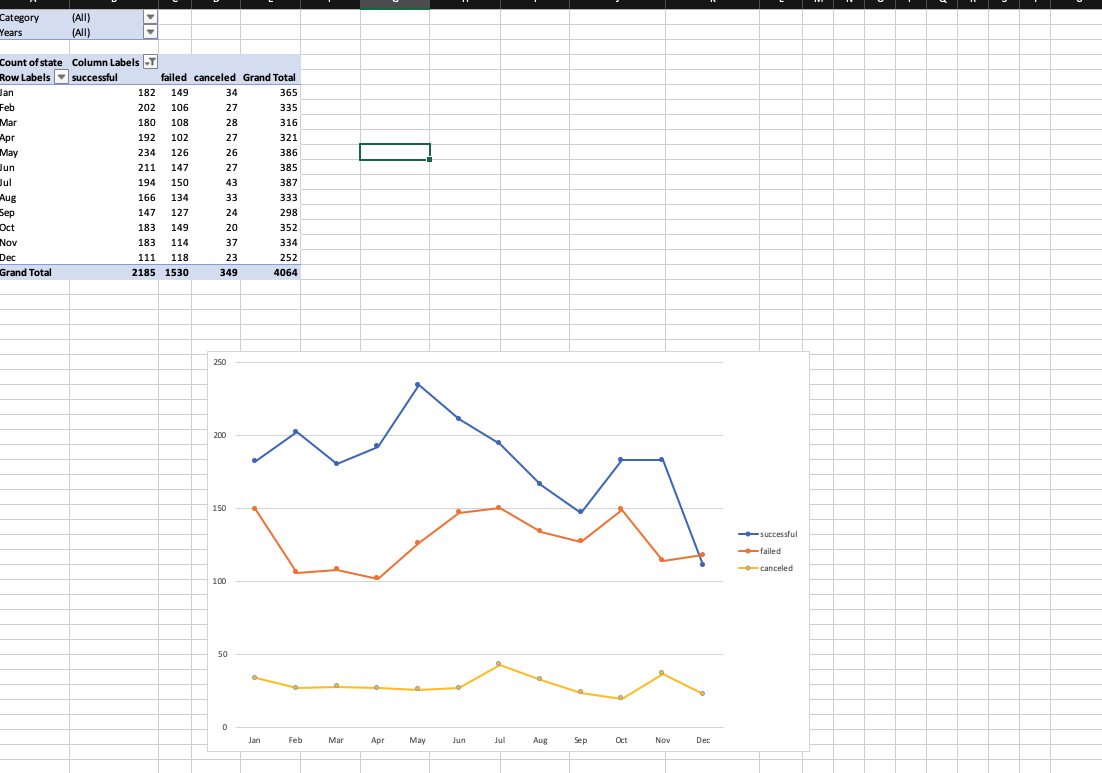 Category (All)
Years (All)
Count of state Column Labels
Row Labels successful failed canceled Grand Total
Jan 182 149 34 365
Feb 202 106 27 335
Mar 180 108 28 316
Apr 192 102 27 321
May 234 126 26 386
Jun 211 147 27 385
Jul 194 150 43 387
Aug 166 134 33 333
Sep 147 127 24 298
Oct 183 149 20 352
Nov 183 114 37 334
Dec 111 118 23 252
Grand Total 2185 1530 349 4064
250
200
150
100
50
0
Jan Feb Mar Apr May Jun Jul Aug Sep Oct Nov Dec
successful
failed
canceled